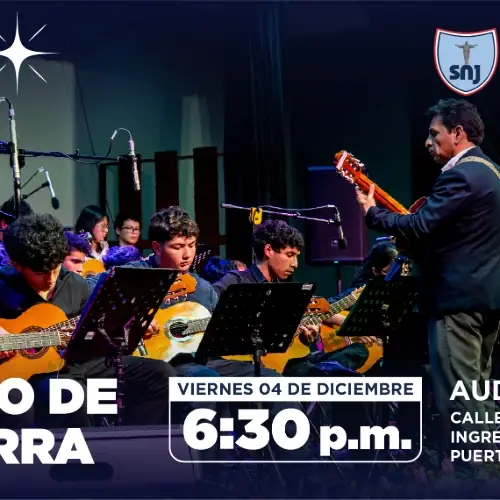 SNJ
O DE
RRA
VIERNES 04 DE DICIEMBRE
6:30 p.m.
AUD
CALLE
INGRE
PUERT